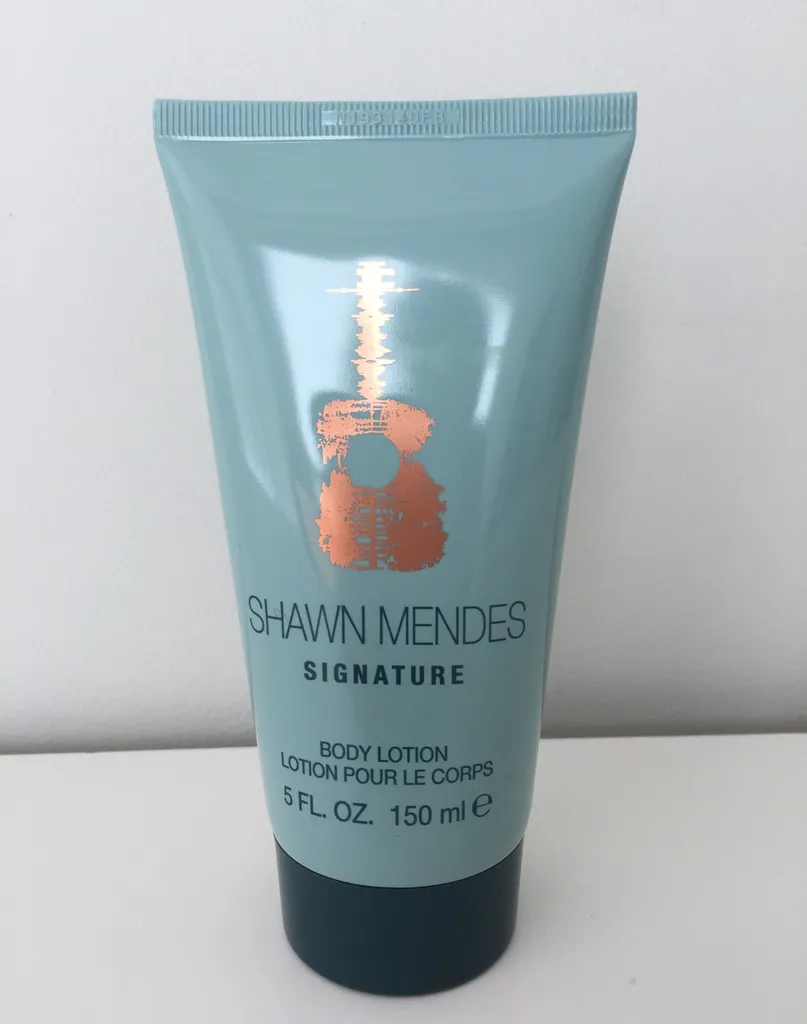 SHAWN MENDES
SIGNATURE
BODY LOTION
LOTION POUR LE CORPS
5 FL. OZ. 150 ml ℮